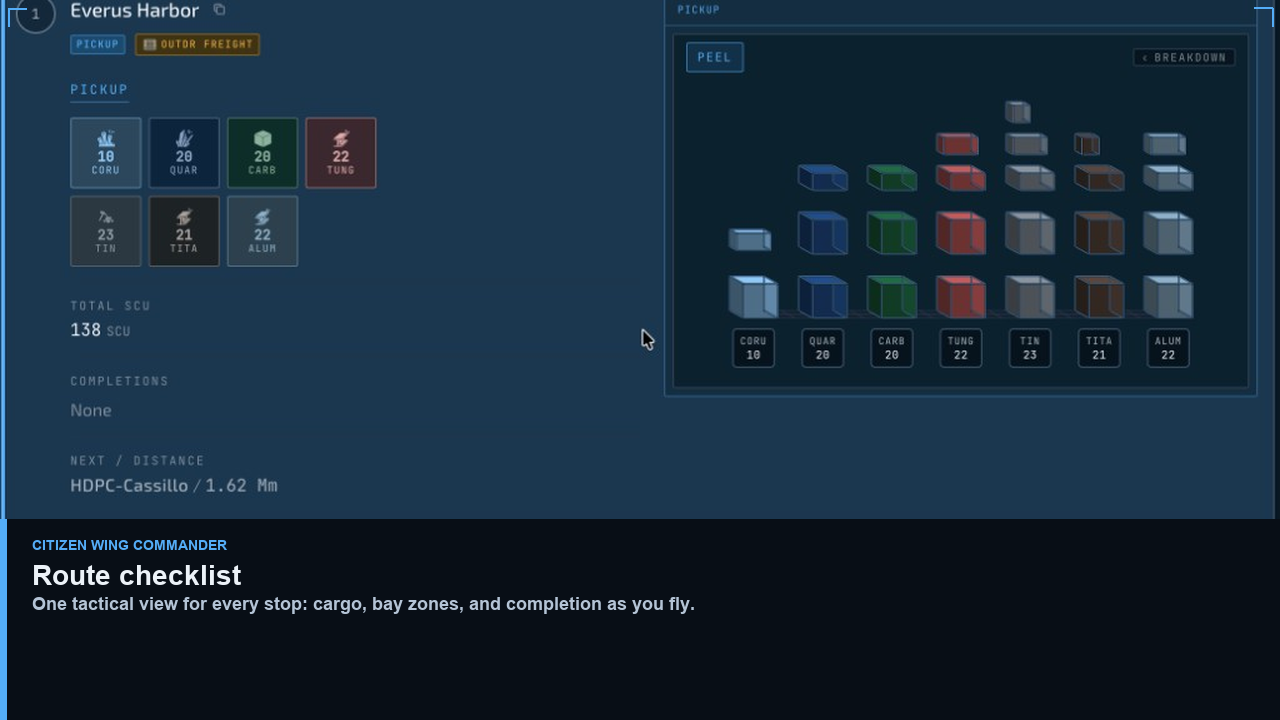 1
Everus Harbor
PICKUP
OUTDR FREIGHT
PICKUP
10 CORU
20 QUAR
20 CARB
22 TUNG
23 TIN
21 TITA
22 ALUM
TOTAL SCU
138 SCU
COMPLETIONS
None
NEXT / DISTANCE
HDPC-Cassillo / 1.62 Mm
PICKUP
PEEL
‹ BREAKDOWN
CORU 10
QUAR 20
CARB 20
TUNG 22
TIN 23
TITA 21
ALUM 22
CITIZEN WING COMMANDER
Route checklist
One tactical view for every stop: cargo, bay zones, and completion as you fly.